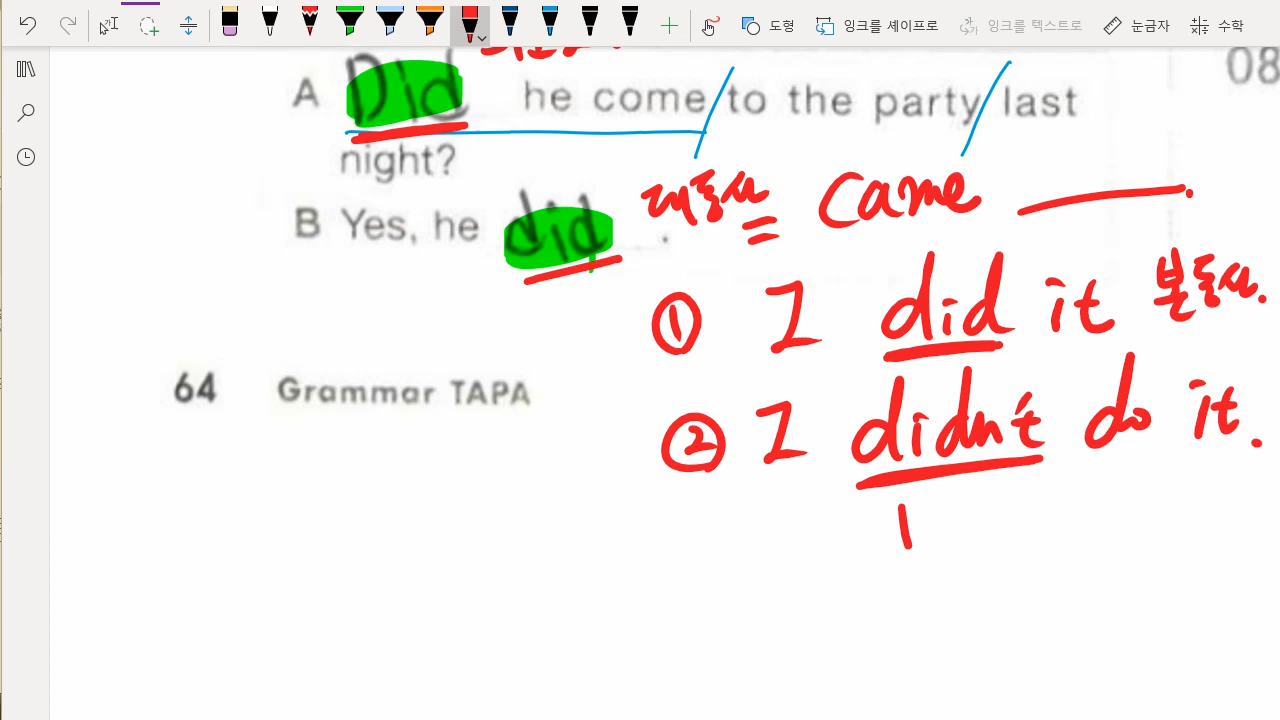 도형 잉크를 셰이프로 잉크를 텍스트로 눈금자 수학
08
A Did he come to the party last
night?
B Yes, he did .
대동사 came
① I did it 본동사.
② I didn't do it.
64 Grammar TAPA